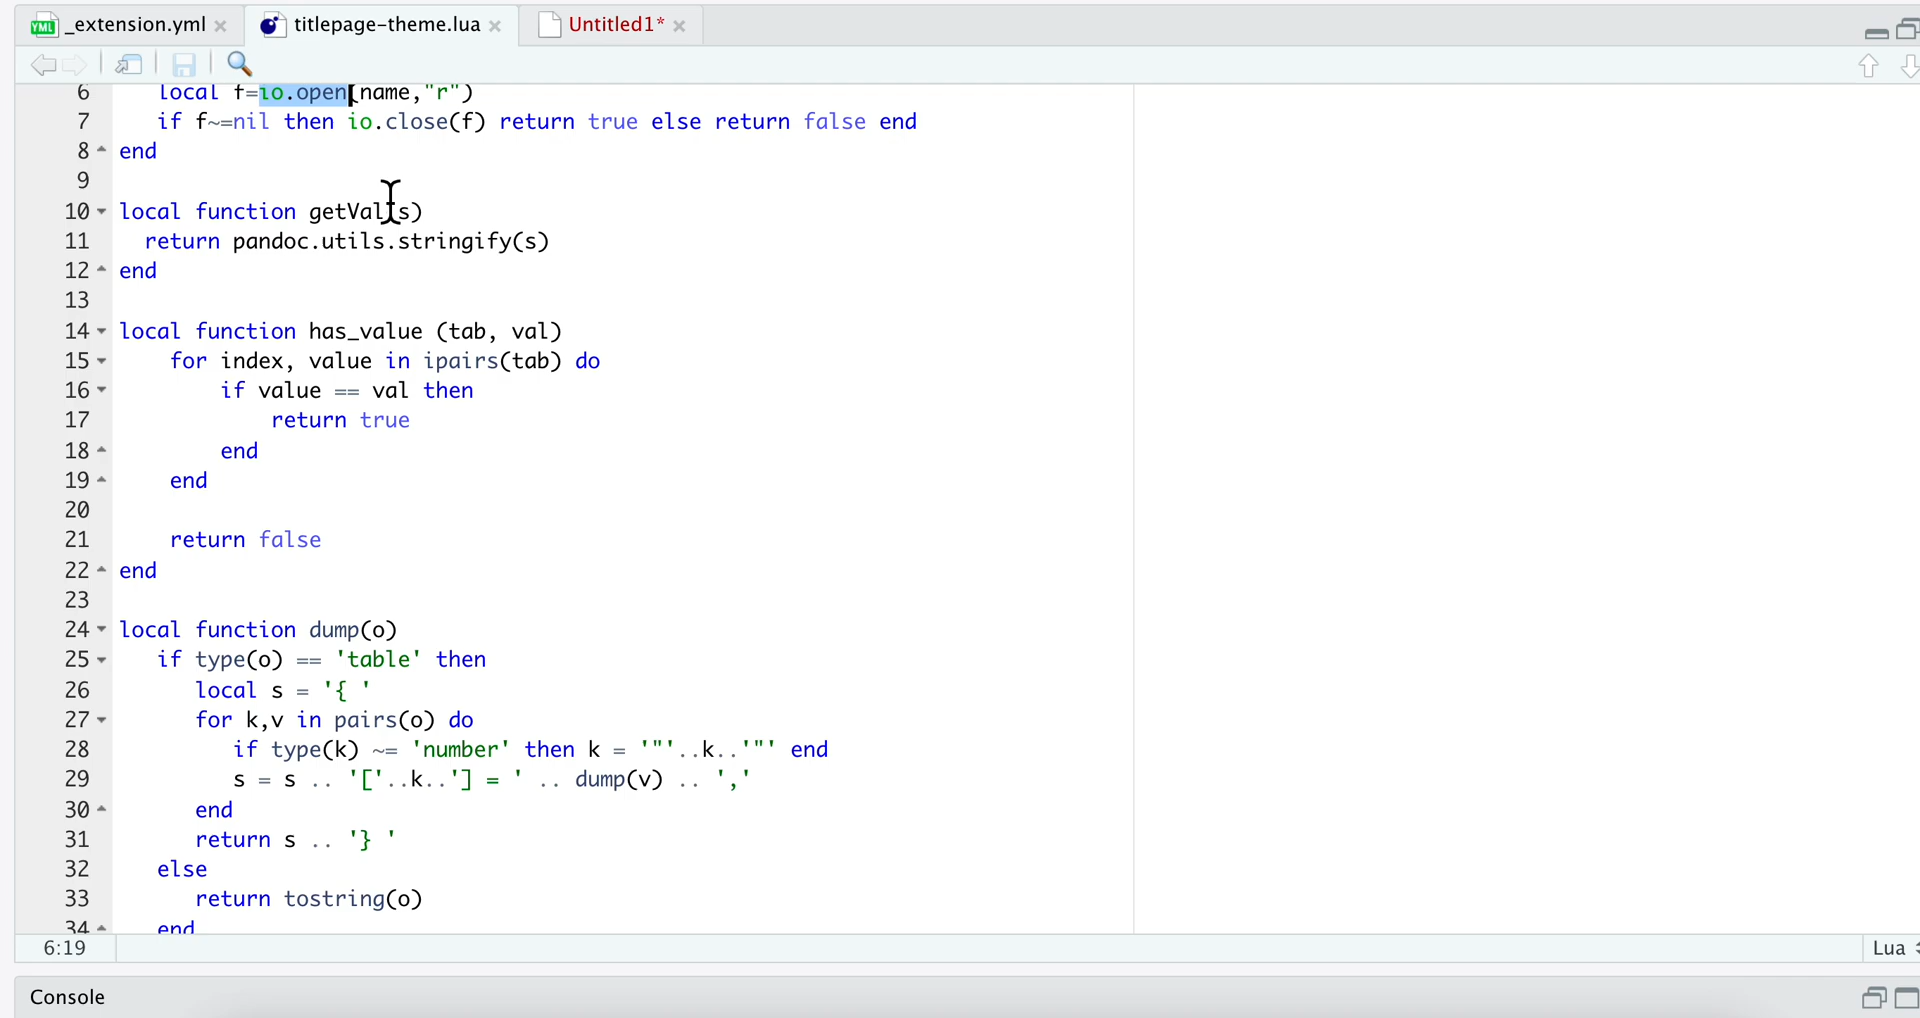 _extension.yml × titlepage-theme.lua × Untitled1* ×
6 local f=io.open(name,"r")
7 if f~=nil then io.close(f) return true else return false end
8 end
9
10 local function getVal(s)
11 return pandoc.utils.stringify(s)
12 end
13
14 local function has_value (tab, val)
15 for index, value in ipairs(tab) do
16 if value == val then
17 return true
18 end
19 end
20
21 return false
22 end
23
24 local function dump(o)
25 if type(o) == 'table' then
26 local s = '{ '
27 for k,v in pairs(o) do
28 if type(k) ~= 'number' then k = '"'..k..'"' end
29 s = s .. '['..k..'] = ' .. dump(v) .. ','
30 end
31 return s .. '} '
32 else
33 return tostring(o)
34 end
6:19 Lua
Console